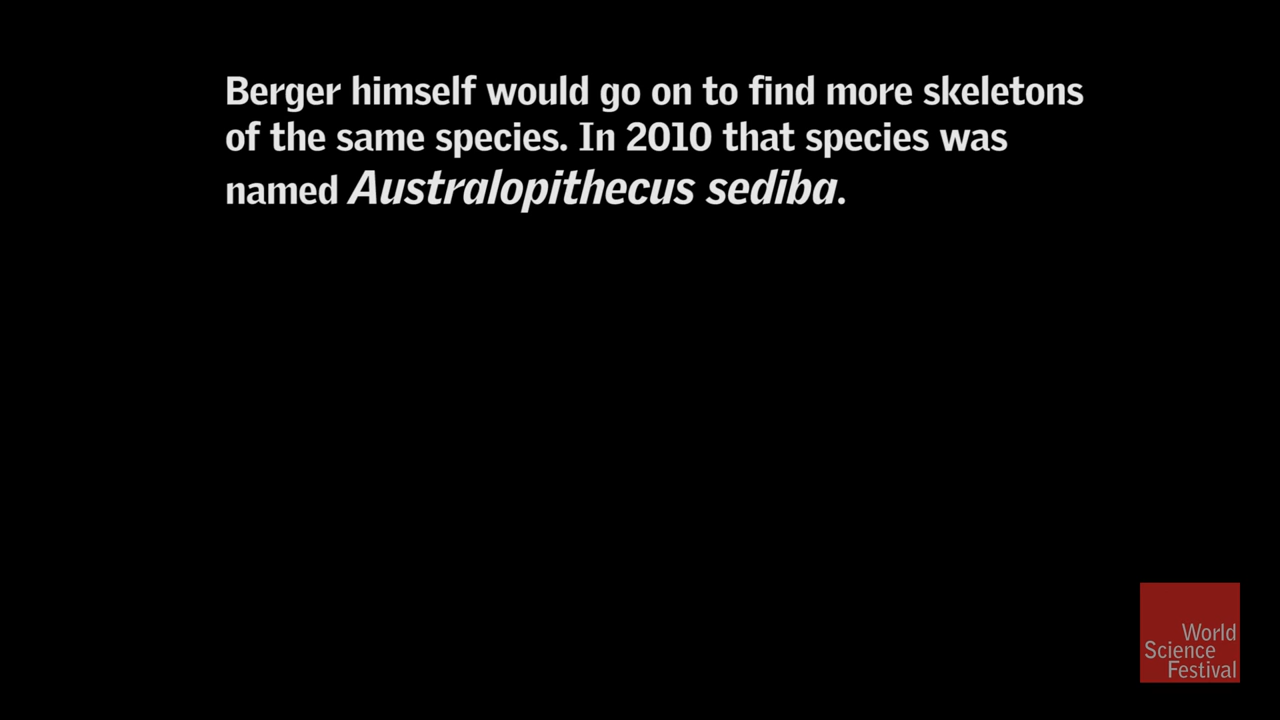 Berger himself would go on to find more skeletons
of the same species. In 2010 that species was
named Australopithecus sediba.
World
Science
Festival